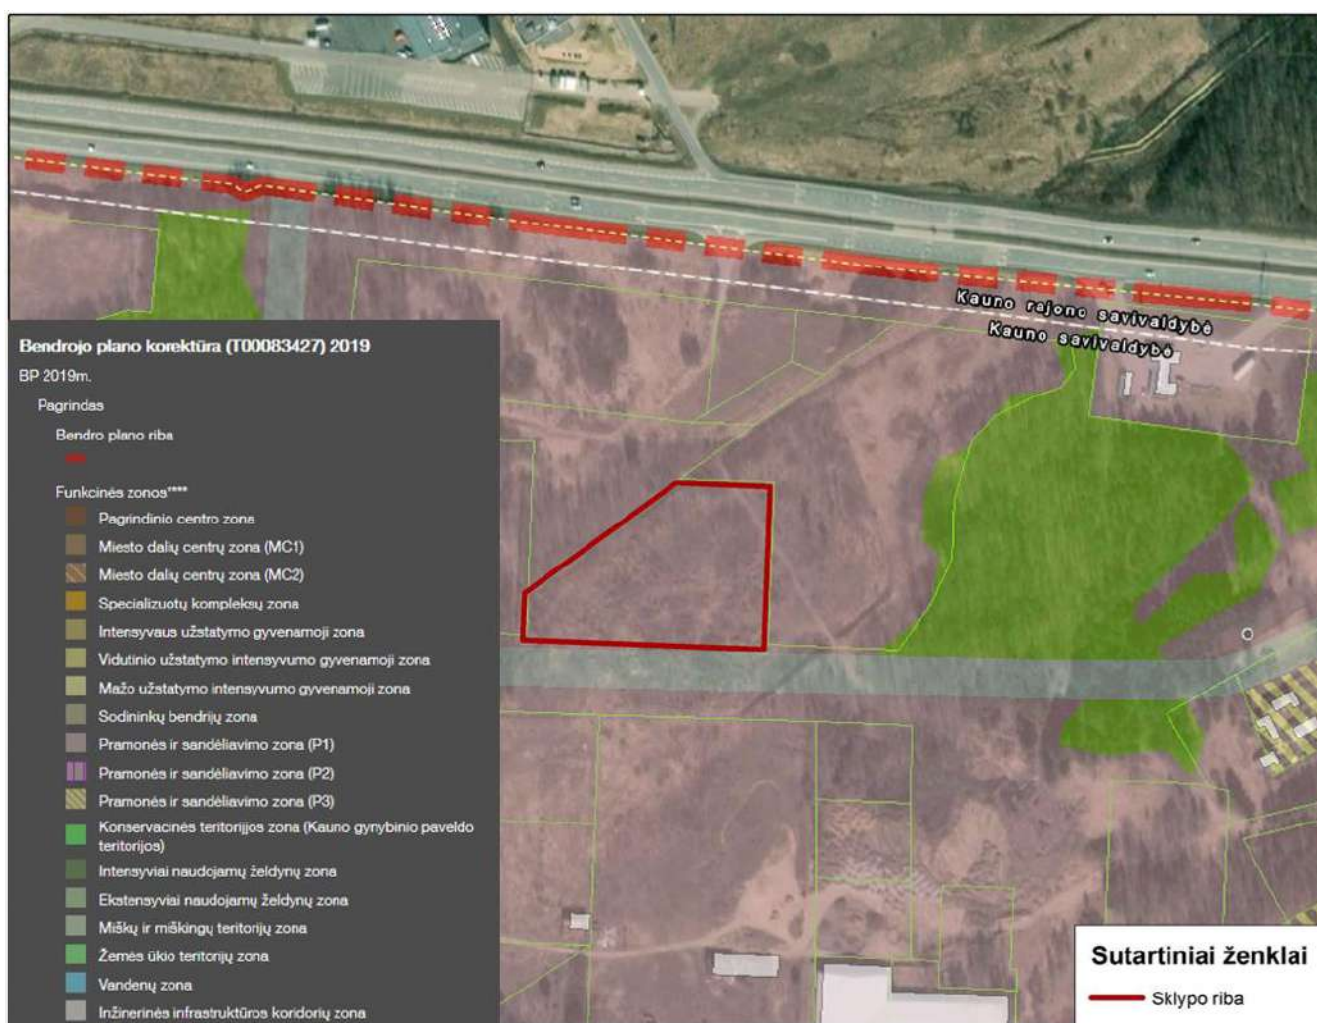 Kauno rajono savivaldybė
Kauno savivaldybė
Bendrojo plano korektūra (T00083427) 2019
BP 2019m.
Pagrindas
Bendro plano riba
Funkcinės zonos****
Pagrindinio centro zona
Miesto dalių centrų zona (MC1)
Miesto dalių centrų zona (MC2)
Specializuotų kompleksų zona
Intensyvaus užstatymo gyvenamoji zona
Vidutinio užstatymo intensyvumo gyvenamoji zona
Mažo užstatymo intensyvumo gyvenamoji zona
Sodininkų bendrijų zona
Pramonės ir sandėliavimo zona (P1)
Pramonės ir sandėliavimo zona (P2)
Pramonės ir sandėliavimo zona (P3)
Konservacinės teritorijjos zona (Kauno gynybinio paveldo
teritorijos)
Intensyviai naudojamų želdynų zona
Ekstensyviai naudojamų želdynų zona
Miškų ir miškingų teritorijų zona
Žemės ūkio teritorijų zona
Vandenų zona
Inžinerinės infrastruktūros koridorių zona
Sutartiniai ženklai
Sklypo riba